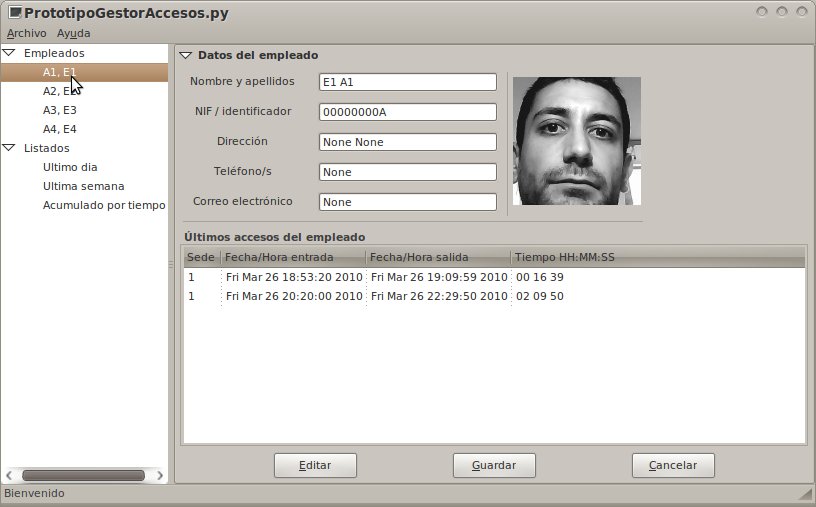 PrototipoGestorAccesos.py
Archivo Ayuda
Empleados
A1, E1
A2, E2
A3, E3
A4, E4
Listados
Ultimo dia
Ultima semana
Acumulado por tiempo
Datos del empleado
Nombre y apellidos E1 A1
NIF / identificador 00000000A
Dirección None None
Teléfono/s None
Correo electrónico None
Últimos accesos del empleado
Sede Fecha/Hora entrada Fecha/Hora salida Tiempo HH:MM:SS
1 Fri Mar 26 18:53:20 2010 Fri Mar 26 19:09:59 2010 00 16 39
1 Fri Mar 26 20:20:00 2010 Fri Mar 26 22:29:50 2010 02 09 50
Editar Guardar Cancelar
Bienvenido